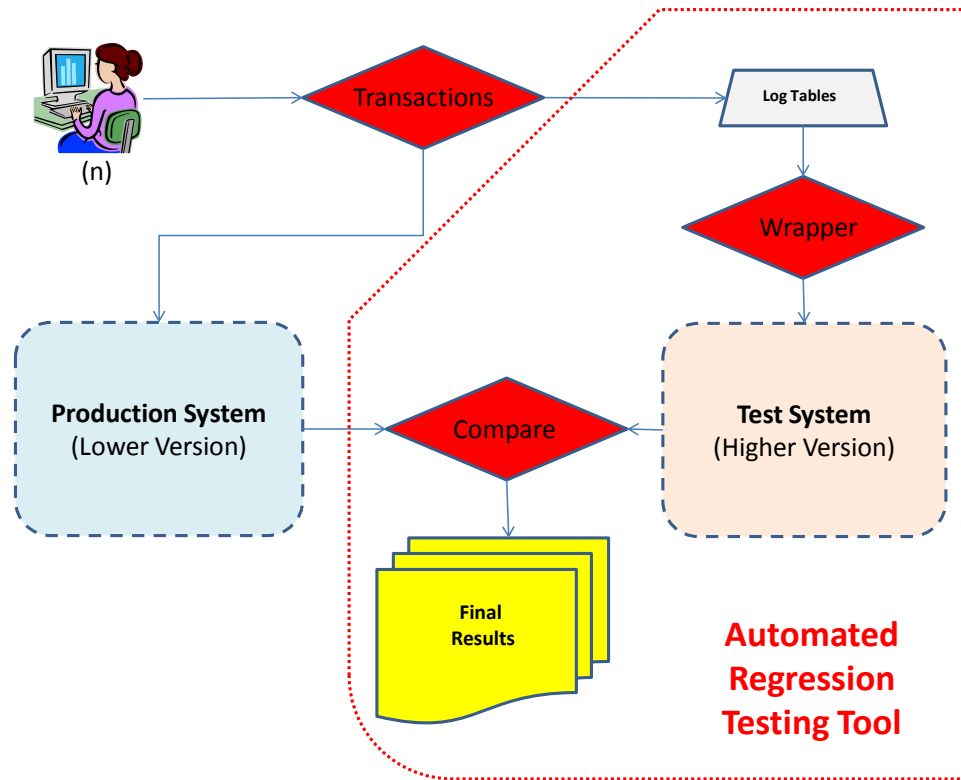 Transactions
Log Tables
(n)
Wrapper
Production System
(Lower Version)
Compare
Test System
(Higher Version)
Final
Results
Automated
Regression
Testing Tool